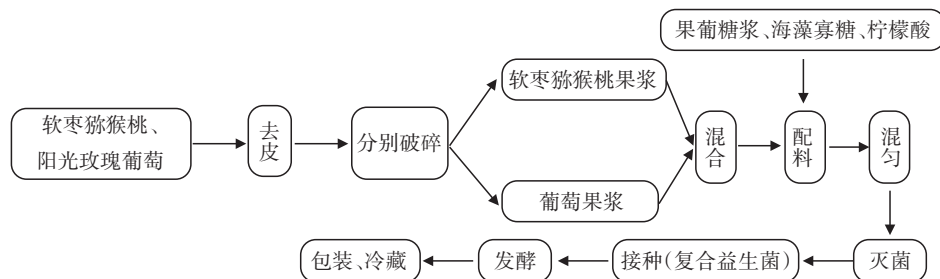 果葡糖浆、海藻寡糖、柠檬酸
软枣猕猴桃、
阳光玫瑰葡萄
去皮
分别破碎
软枣猕猴桃果浆
葡萄果浆
混合
配料
混匀
灭菌
接种(复合益生菌)
发酵
包装、冷藏